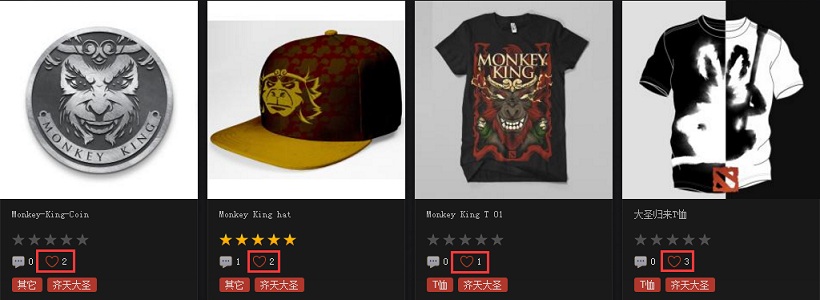 MONKEY KING
MONKEY
KING
Monkey-King-Coin
Monkey King hat
Monkey King T 01
大圣归来T恤
0 2
1 2
0 1
0 3
其它 齐天大圣
其它 齐天大圣
T恤 齐天大圣
T恤 齐天大圣